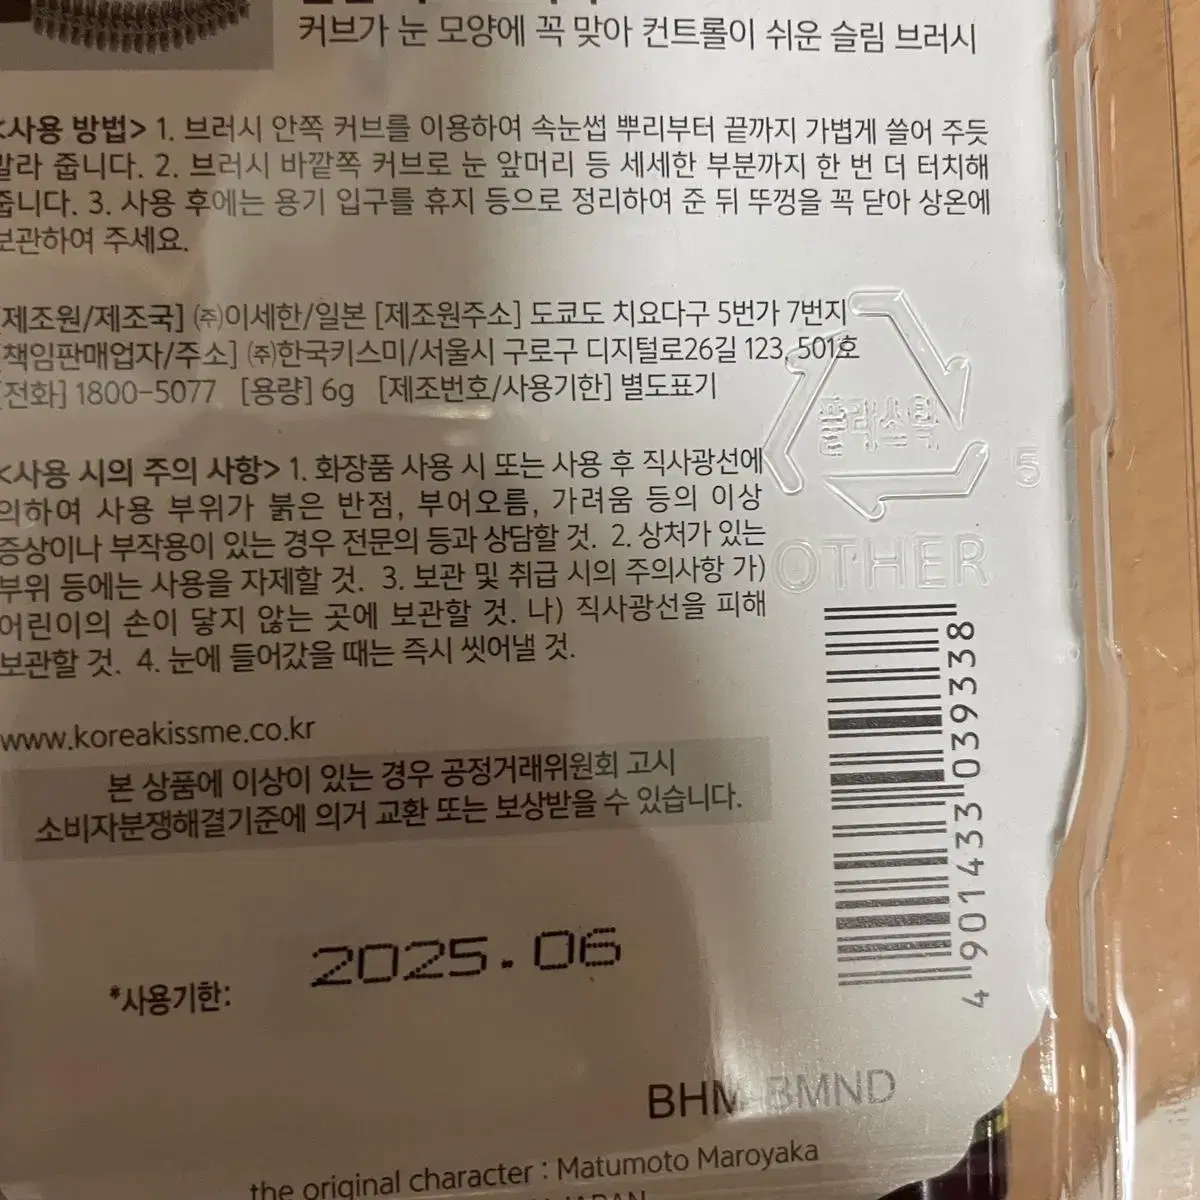 커브가 눈 모양에 꼭 맞아 컨트롤이 쉬운 슬림 브러시
<사용 방법> 1. 브러시 안쪽 커브를 이용하여 속눈썹 뿌리부터 끝까지 가볍게 쓸어 주듯
발라 줍니다. 2. 브러시 바깥쪽 커브로 눈 앞머리 등 세세한 부분까지 한 번 더 터치해
줍니다. 3. 사용 후에는 용기 입구를 휴지 등으로 정리하여 준 뒤 뚜껑을 꼭 닫아 상온에
보관하여 주세요.
[제조원/제조국] ㈜이세한/일본 [제조원주소] 도쿄도 치요다구 5번가 7번지
[책임판매업자/주소] ㈜한국키스미/서울시 구로구 디지털로26길 123, 501호
[전화] 1800-5077 [용량] 6g [제조번호/사용기한] 별도표기
플라스틱
5
OTHER
<사용 시의 주의 사항> 1. 화장품 사용 시 또는 사용 후 직사광선에
의하여 사용 부위가 붉은 반점, 부어오름, 가려움 등의 이상
증상이나 부작용이 있는 경우 전문의 등과 상담할 것. 2. 상처가 있는
부위 등에는 사용을 자제할 것. 3. 보관 및 취급 시의 주의사항 가)
어린이의 손이 닿지 않는 곳에 보관할 것. 나) 직사광선을 피해
보관할 것. 4. 눈에 들어갔을 때는 즉시 씻어낼 것.
www.koreakissme.co.kr
본 상품에 이상이 있는 경우 공정거래위원회 고시
소비자분쟁해결기준에 의거 교환 또는 보상받을 수 있습니다.
4 901433 039338
*사용기한: 2025.06
BHM-BMND
the original character : Matumoto Maroyaka
JAPAN